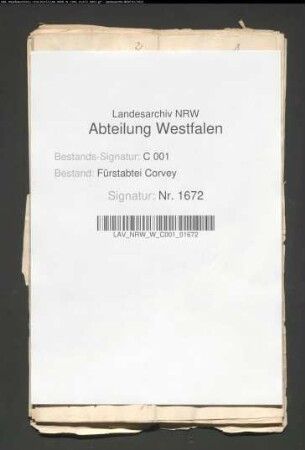 Landesarchiv NRW
Abteilung Westfalen
Bestands-Signatur: C 001
Bestand: Fürstabtei Corvey
Signatur: Nr. 1672
LAV_NRW_W_C001_01672